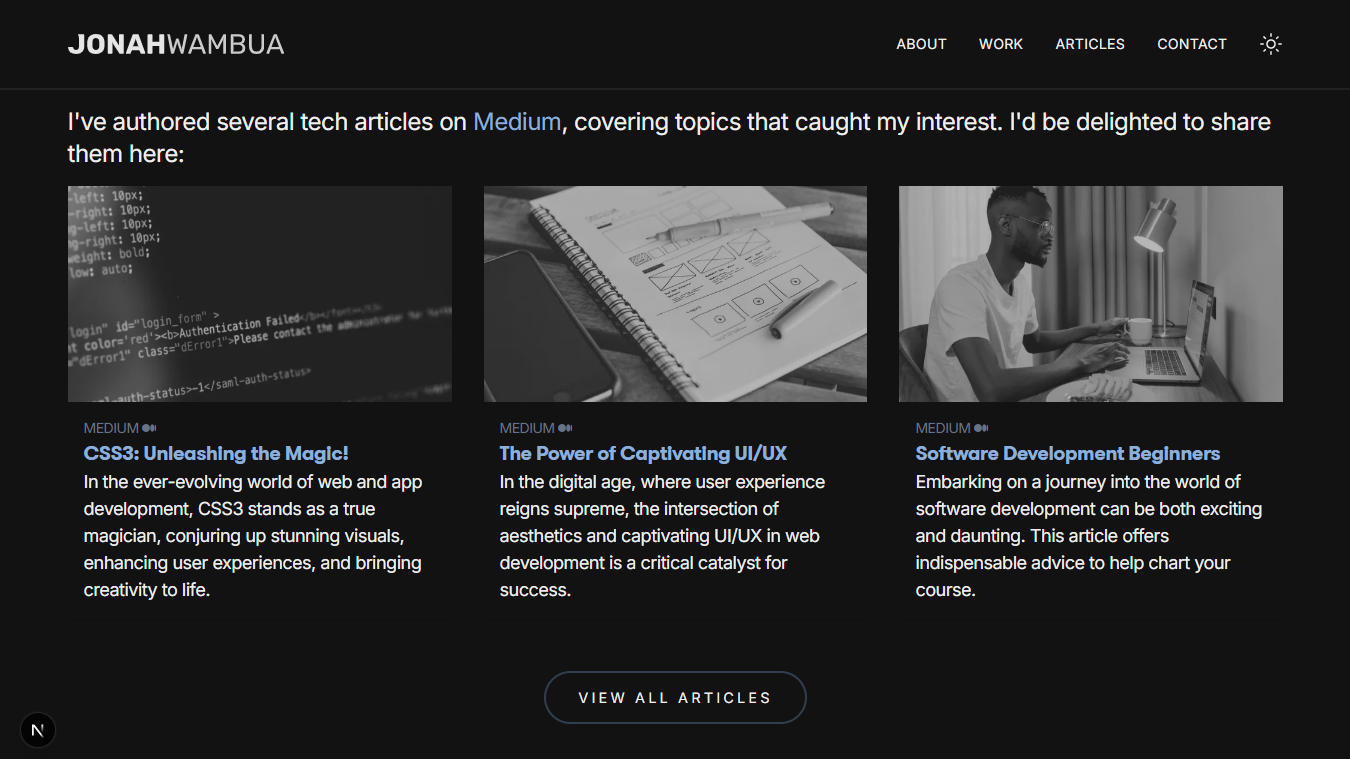 JONAHWAMBUA
ABOUT WORK ARTICLES CONTACT
I've authored several tech articles on Medium, covering topics that caught my interest. I'd be delighted to share
them here:
-left: 10px;
-right: 10px;
g-left: 10px;
ng-right: 10px;
weight: bold;
low: auto;
login" id="login_form" >
color='red'><b>Authentication Failed</b></font></
"dError1" class="dError1">Please contact the administrator for
ml-auth-status>-1</saml-auth-status>
MEDIUM
CSS3: Unleashing the Magic!
In the ever-evolving world of web and app
development, CSS3 stands as a true
magician, conjuring up stunning visuals,
enhancing user experiences, and bringing
creativity to life.
MEDIUM
The Power of Captivating UI/UX
In the digital age, where user experience
reigns supreme, the intersection of
aesthetics and captivating UI/UX in web
development is a critical catalyst for
success.
MEDIUM
Software Development Beginners
Embarking on a journey into the world of
software development can be both exciting
and daunting. This article offers
indispensable advice to help chart your
course.
VIEW ALL ARTICLES
N